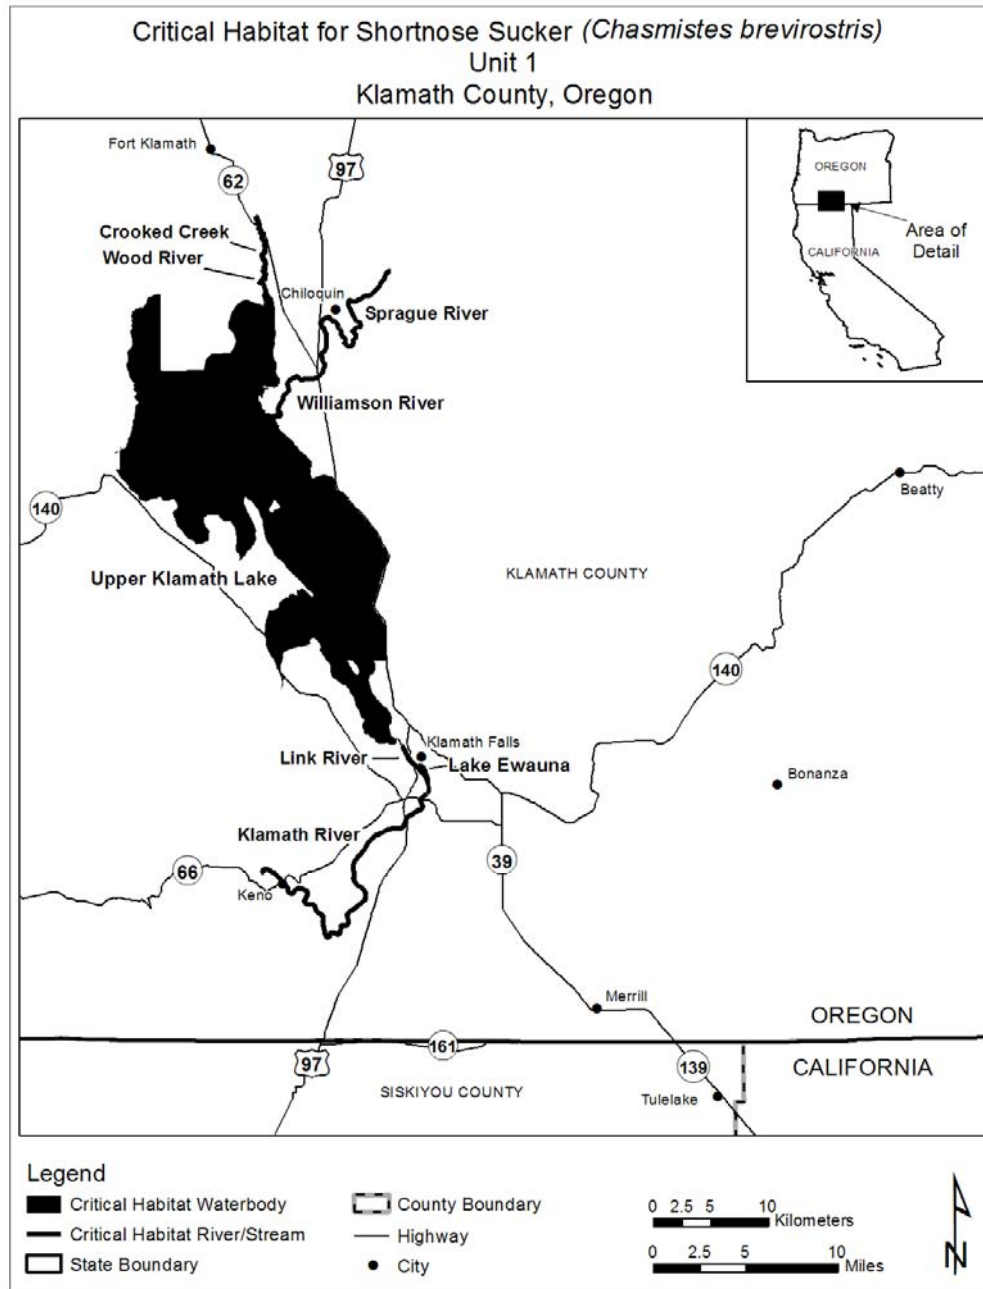 Critical Habitat for Shortnose Sucker (Chasmistes brevirostris)
Unit 1
Klamath County, Oregon
Fort Klamath
97
62
OREGON
Crooked Creek
Wood River
Area of
Detail
CALIFORNIA
Chiloquin
Sprague River
Williamson River
Beatty
140
Upper Klamath Lake
KLAMATH COUNTY
140
Klamath Falls
Link River
Lake Ewauna
Bonanza
Klamath River
39
66
Keno
Merrill
OREGON
161
97
139
CALIFORNIA
SISKIYOU COUNTY
Tulelake
Legend
Critical Habitat Waterbody
Critical Habitat River/Stream
State Boundary
County Boundary
Highway
City
0 2.5 5 10
Kilometers
0 2.5 5 10
Miles
N